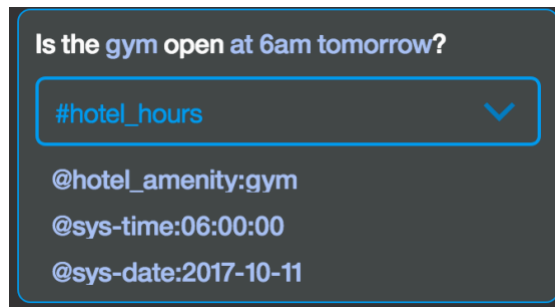 Is the gym open at 6am tomorrow?
#hotel_hours
@hotel_amenity:gym
@sys-time:06:00:00
@sys-date:2017-10-11